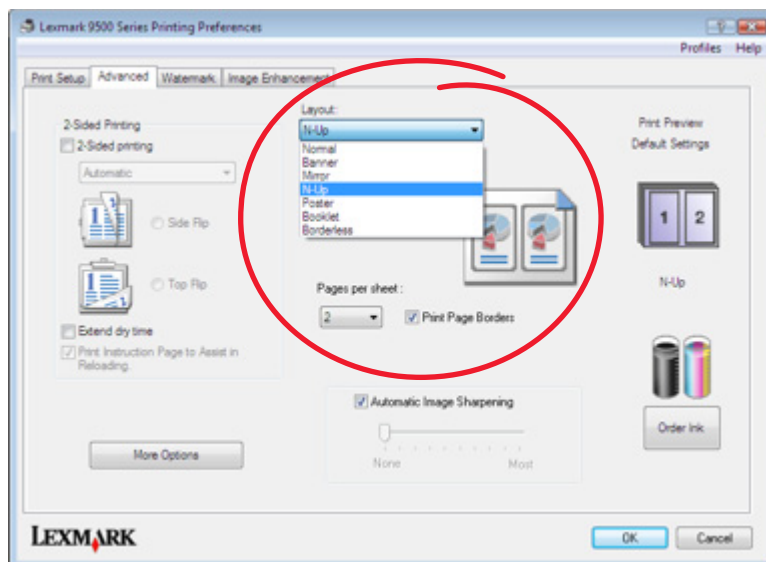 Lexmark 9500 Series Printing Preferences
Profiles Help
Print Setup Advanced Watermark Image Enhancement
2-Sided Printing
2-Sided printing
Automatic
Side Flip
Top Flip
Extend dry time
Print Instruction Page to Assist in
Reloading.
More Options
Layout:
N-Up
Normal
Banner
Mirror
N-Up
Poster
Booklet
Borderless
Pages per sheet :
2
Print Page Borders
Automatic Image Sharpening
None Most
Print Preview
Default Settings
1 2
N-Up
Order Ink
LEXMARK
OK Cancel